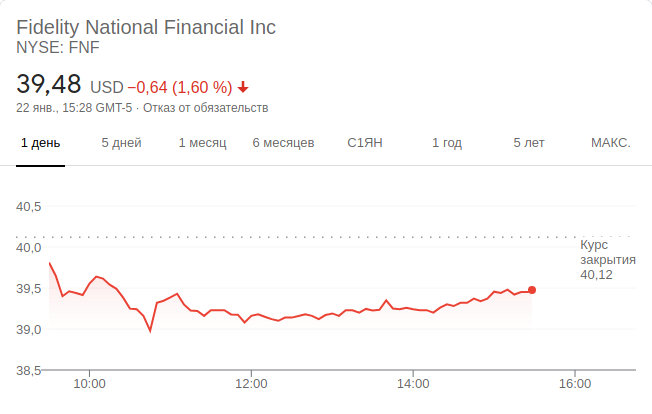 Fidelity National Financial Inc
NYSE: FNF
39,48 USD −0,64 (1,60 %)
22 янв., 15:28 GMT-5 · Отказ от обязательств
1 день 5 дней 1 месяц 6 месяцев С1ЯН 1 год 5 лет МАКС.
40,5
40,0
39,5
39,0
38,5
Курс
закрытия
40,12
10:00 12:00 14:00 16:00